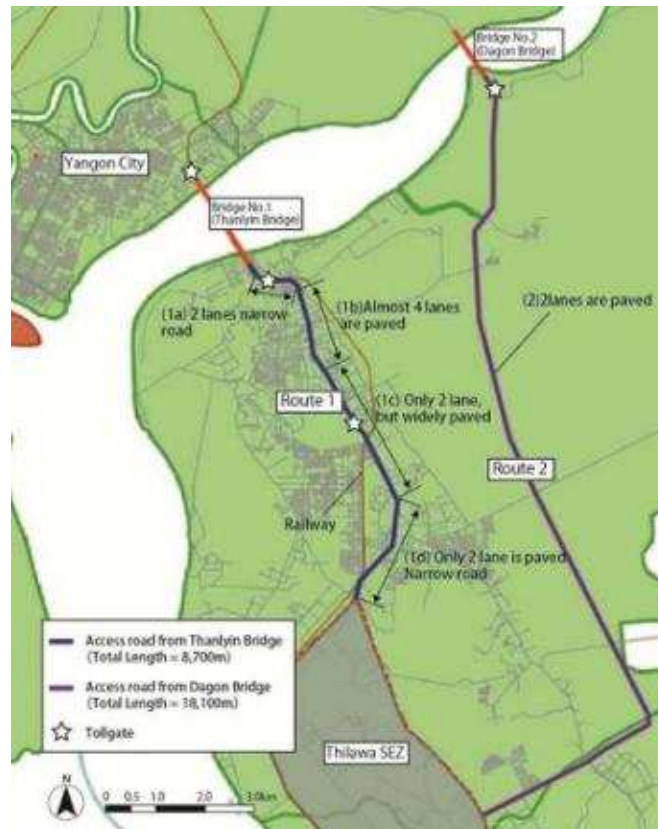 Bridge No.2
(Dagon Bridge)
Yangon City
Bridge No.1
(Thanlyin Bridge)
(1a) 2 lanes narrow
road
(1b)Almost 4 lanes
are paved
(2)2lanes are paved
Route 1
(1c) Only 2 lane,
but widely paved
Route 2
Railway
(1d) Only 2 lane is paved
Narrow road
Access road from Thanlyin Bridge
(Total Length = 8,700m)
Access road from Dagon Bridge
(Total Length = 18,100m)
Tollgate
Thilawa SEZ
N
0 0.5 1.0 2.0 3.0km